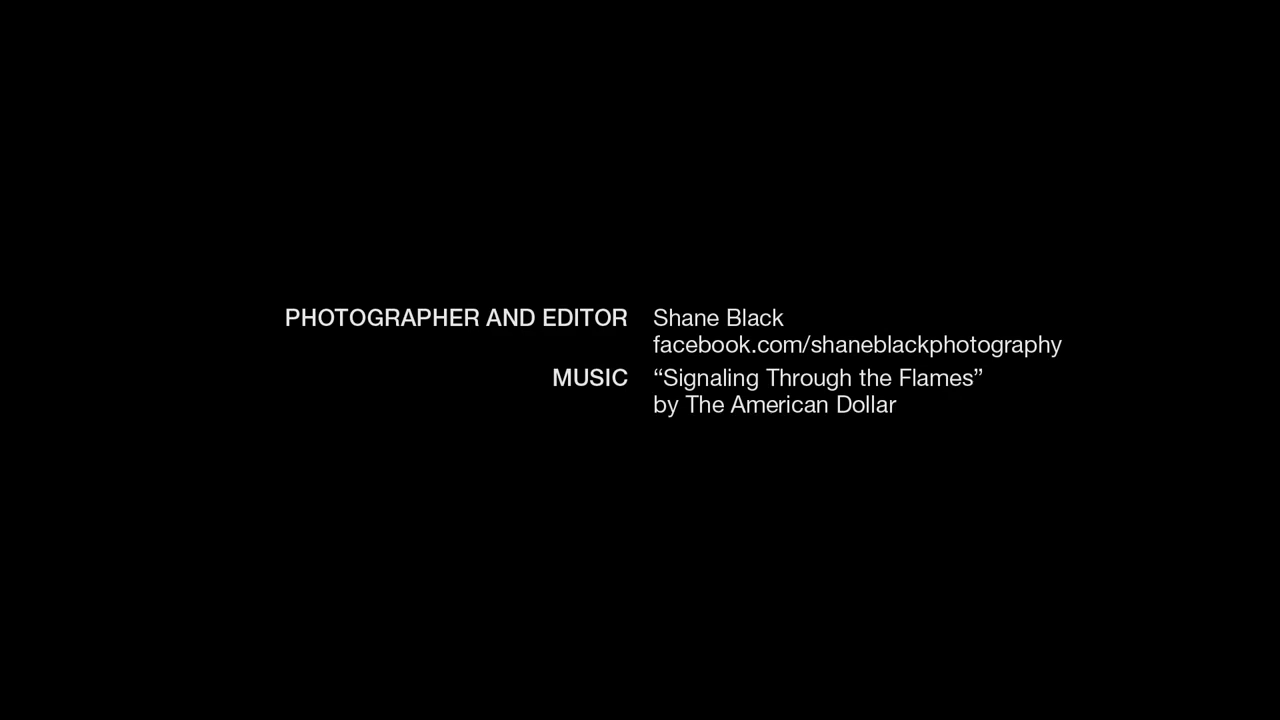 PHOTOGRAPHER AND EDITOR Shane Black
facebook.com/shaneblackphotography
MUSIC “Signaling Through the Flames”
by The American Dollar